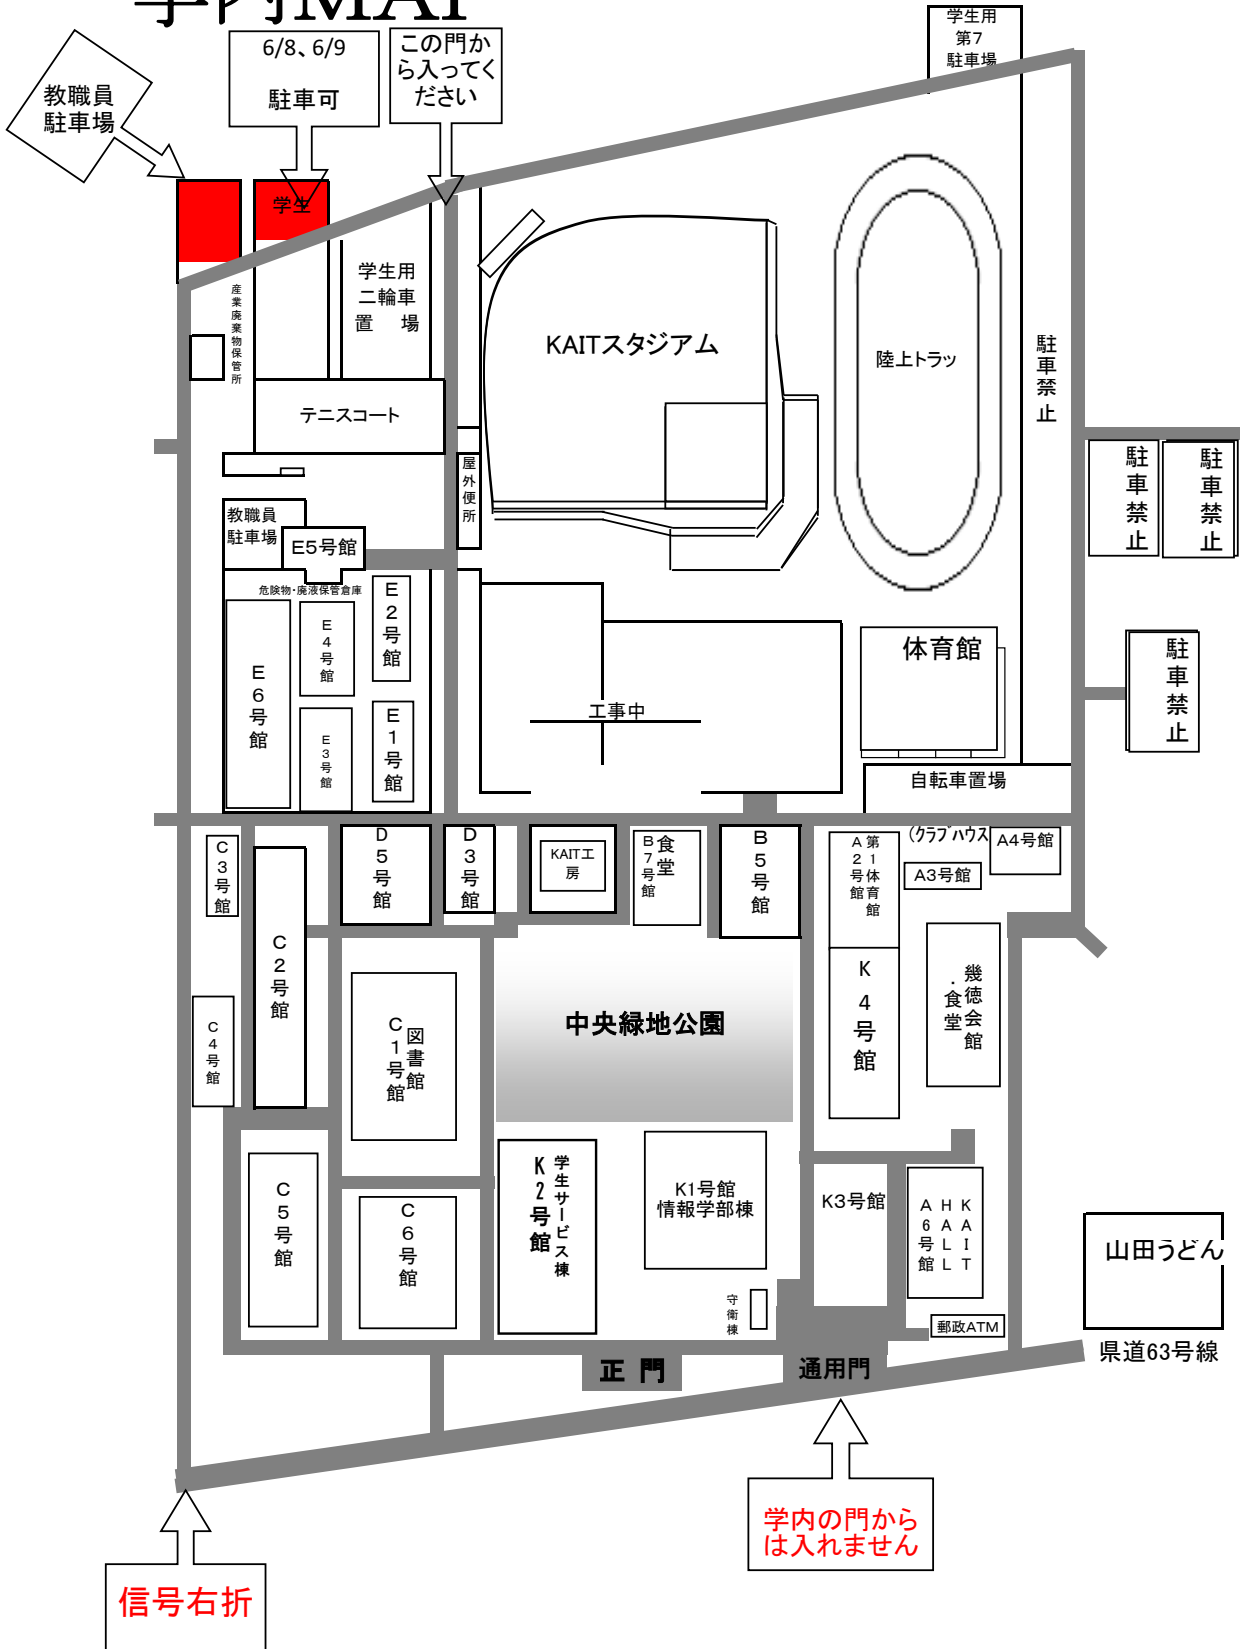 学内MAP
6/8、6/9
駐車可
この門か
ら入ってく
ださい
学生用
第7
駐車場
教職員
駐車場
学生
学生用
二輪車
置　場
産業廃棄物保管所
KAITスタジアム
陸上トラッ
駐車禁止
テニスコート
屋外便所
駐車禁止
駐車禁止
教職員
駐車場
E5号館
危険物・廃液保管倉庫
E2号館
E4号館
E6号館
E3号館
E1号館
工事中
体育館
駐車禁止
自転車置場
C3号館
D5号館
D3号館
KAIT工
房
B7号館
食堂
B5号館
第1体育館
A2号館
(クラブハウス
A4号館
A3号館
C2号館
C4号館
図書館
C1号館
中央緑地公園
K4号館
幾徳会館
・食堂
C5号館
C6号館
学生サービス棟
K2号館
K1号館
情報学部棟
K3号館
KAIT
HALL
A6号館
山田うどん
守衛棟
郵政ATM
県道63号線
正 門
通用門
学内の門から
は入れません
信号右折